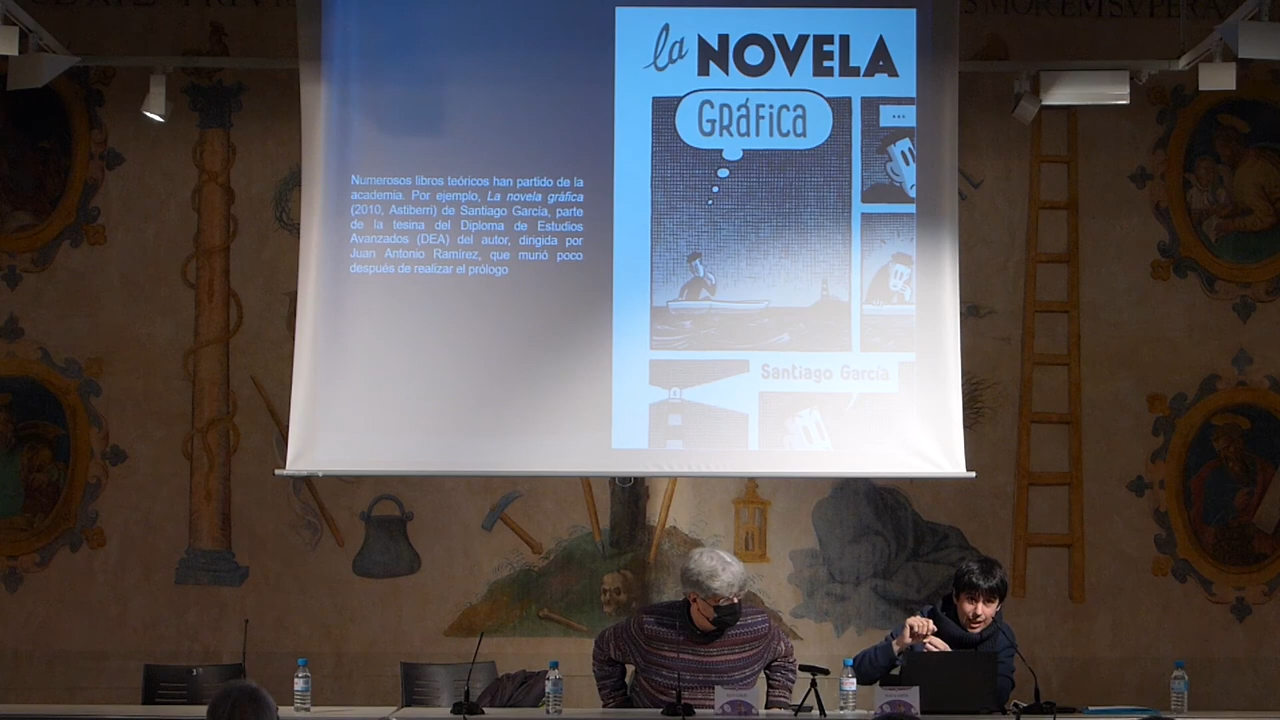 la NOVELA
GRáFiCa
...
Numerosos libros teóricos han partido de la
academia. Por ejemplo, La novela gráfica
(2010, Astiberri) de Santiago García, parte
de la tesina del Diploma de Estudios
Avanzados (DEA) del autor, dirigida por
Juan Antonio Ramírez, que murió poco
después de realizar el prólogo
Santiago García